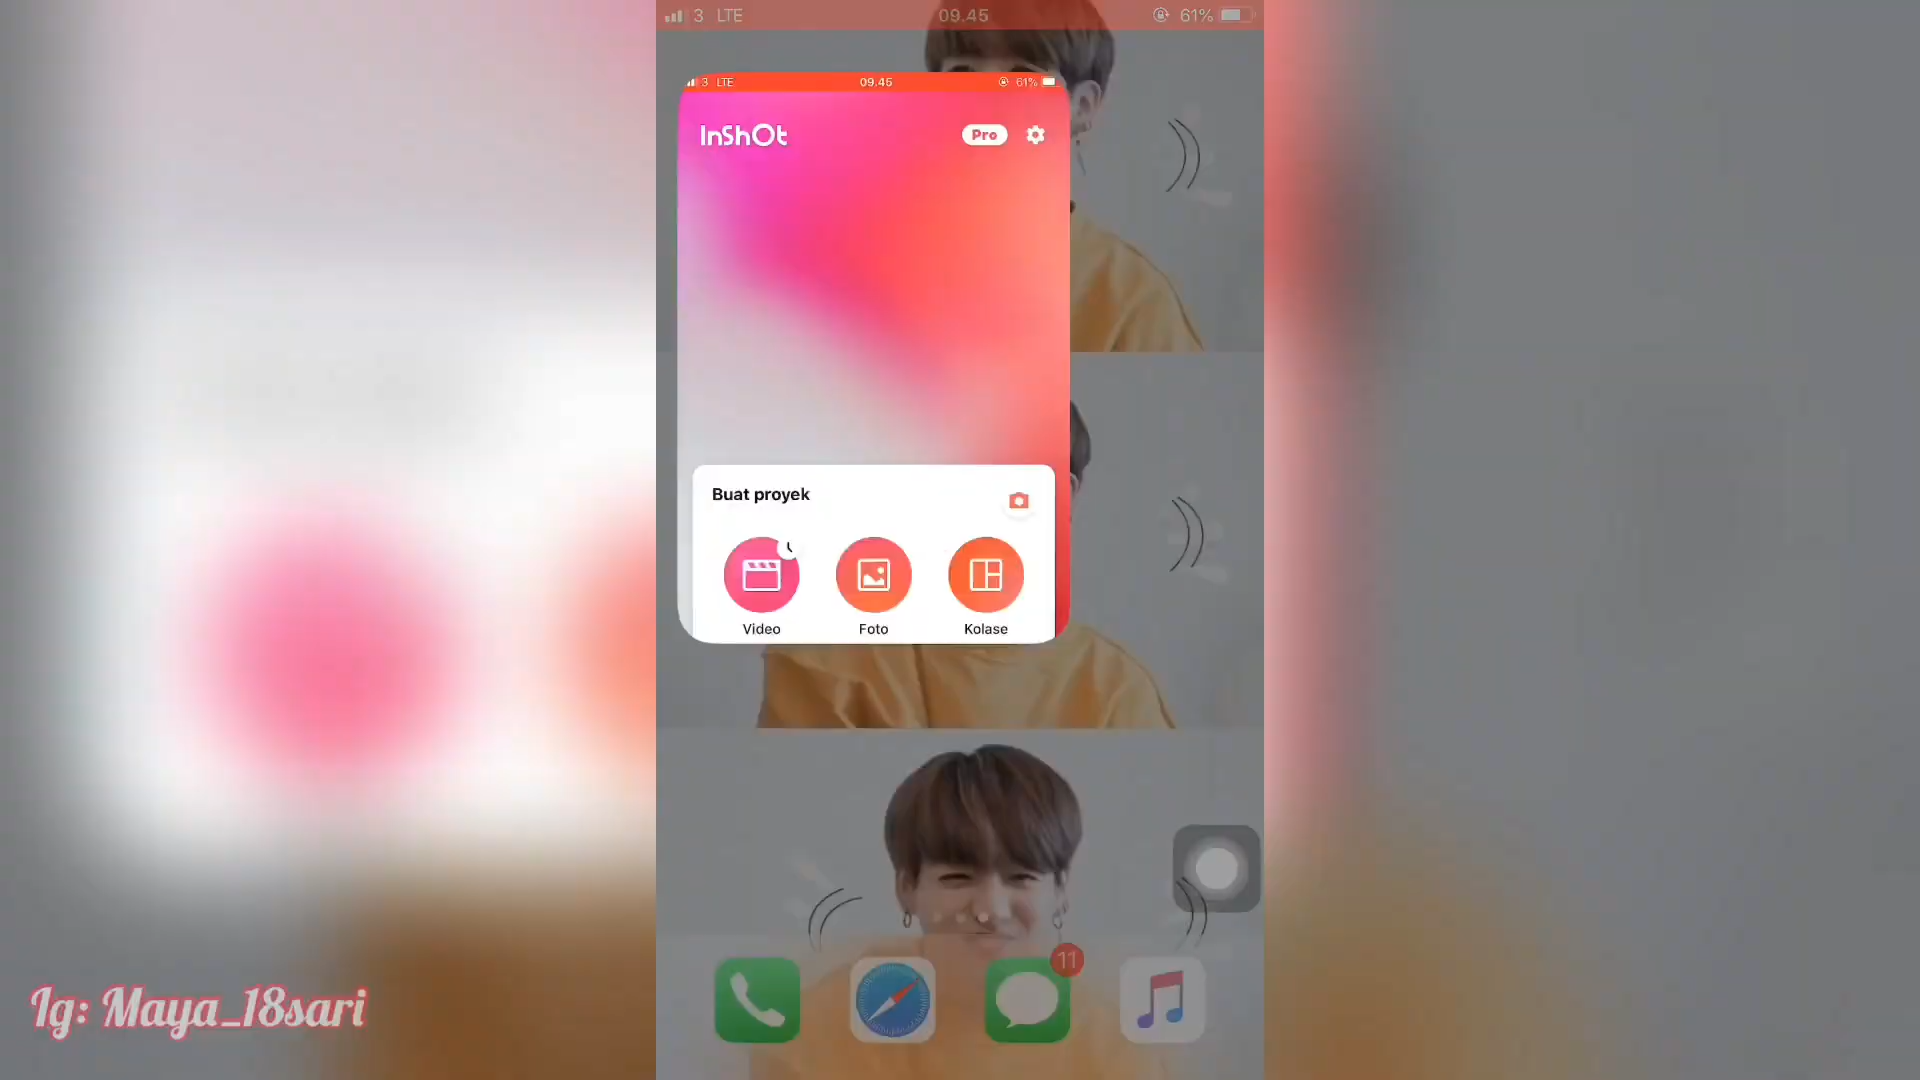 3 LTE 09.45 61%
3 LTE 09.45 61%
InShOt Pro
Buat proyek
Video Foto Kolase
11
Ig: Maya_18sari